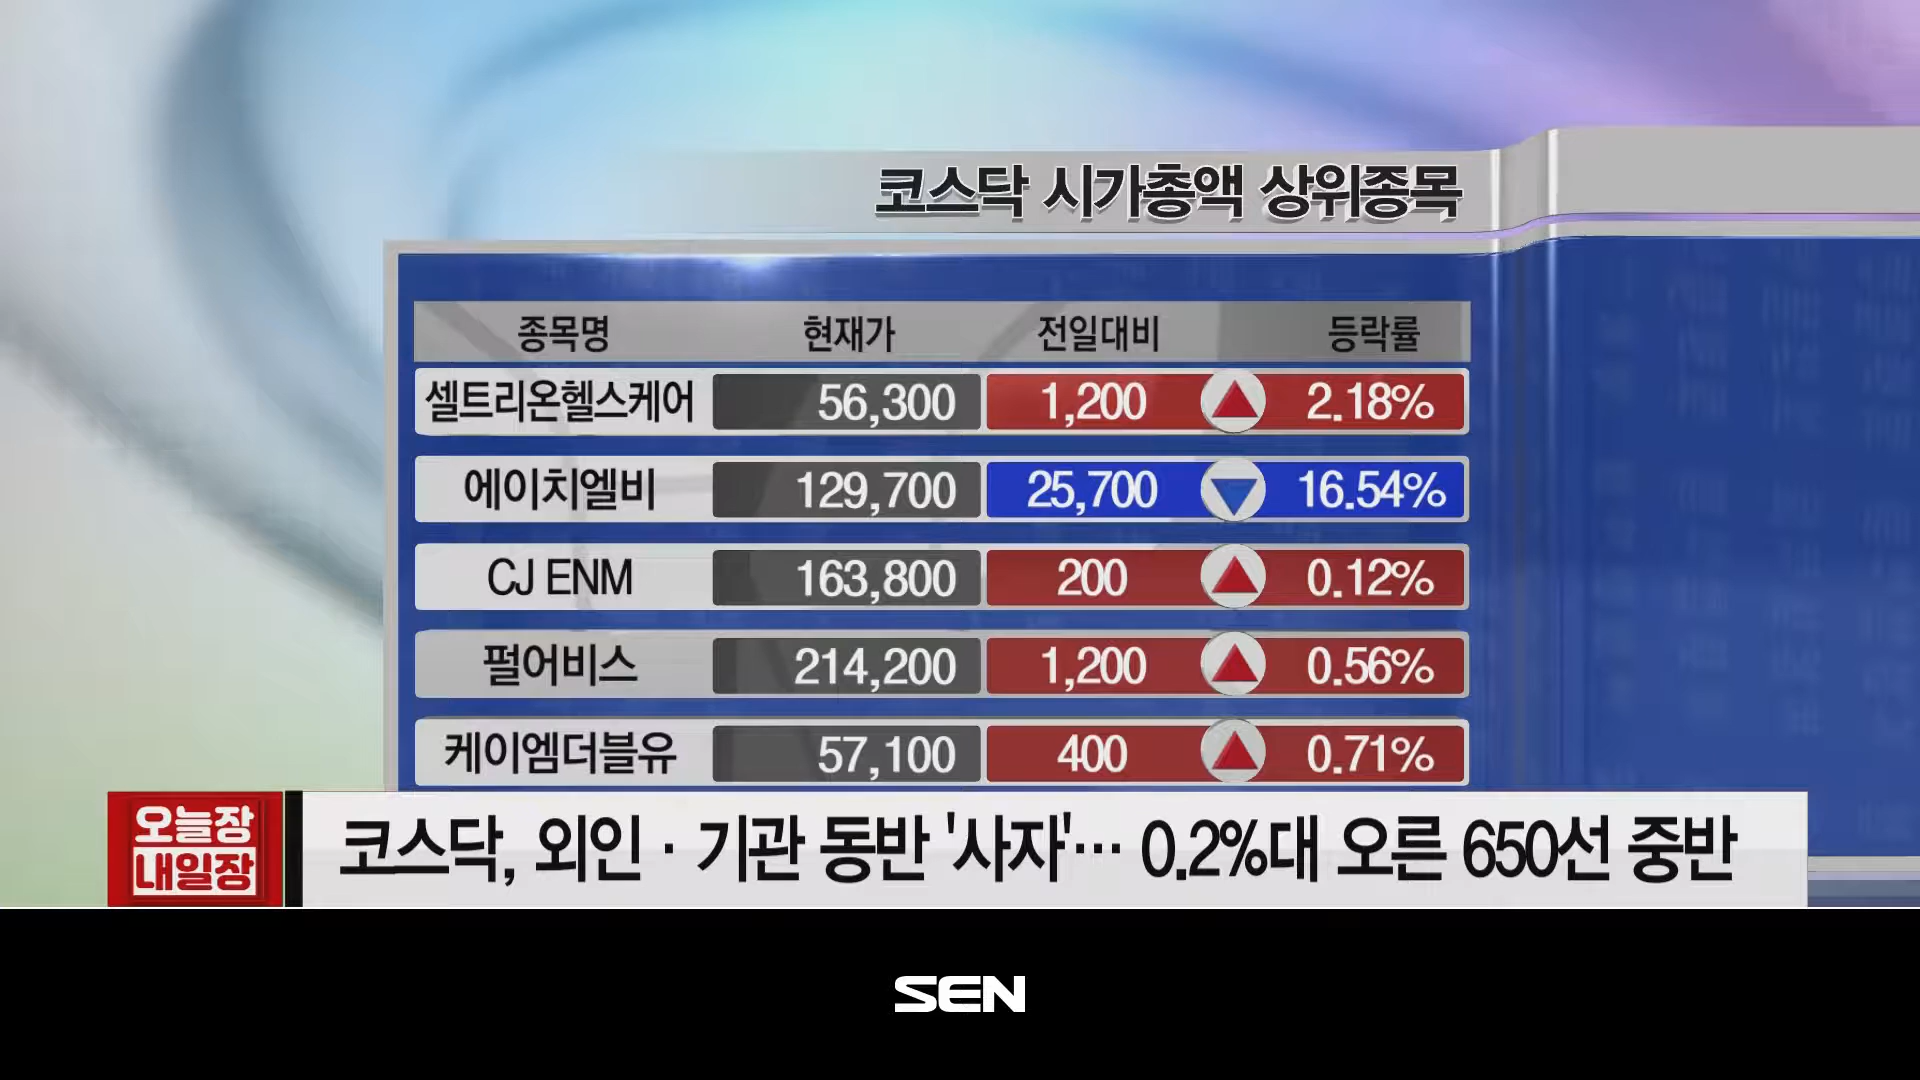 코스닥 시가총액 상위종목
종목명 현재가 전일대비 등락률
셀트리온헬스케어 56,300 1,200 ▲ 2.18%
에이치엘비 129,700 25,700 ▼ 16.54%
CJ ENM 163,800 200 ▲ 0.12%
펄어비스 214,200 1,200 ▲ 0.56%
케이엠더블유 57,100 400 ▲ 0.71%
오늘장
내일장
코스닥, 외인·기관 동반 '사자'… 0.2%대 오른 650선 중반
SEN